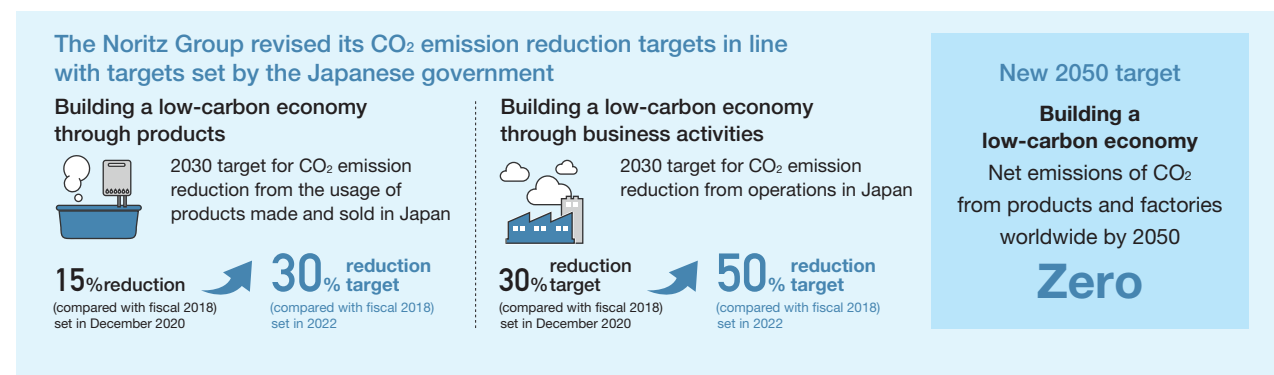 The Noritz Group revised its CO₂ emission reduction targets in line
with targets set by the Japanese government
Building a low-carbon economy
through products
2030 target for CO₂ emission
reduction from the usage of
products made and sold in Japan
15%reduction
(compared with fiscal 2018)
set in December 2020
30% reduction
target
(compared with fiscal 2018)
set in 2022
Building a low-carbon economy
through business activities
2030 target for CO₂ emission
reduction from operations in Japan
30% reduction
target
(compared with fiscal 2018)
set in December 2020
50% reduction
target
(compared with fiscal 2018)
set in 2022
New 2050 target
Building a
low-carbon economy
Net emissions of CO₂
from products and factories
worldwide by 2050
Zero